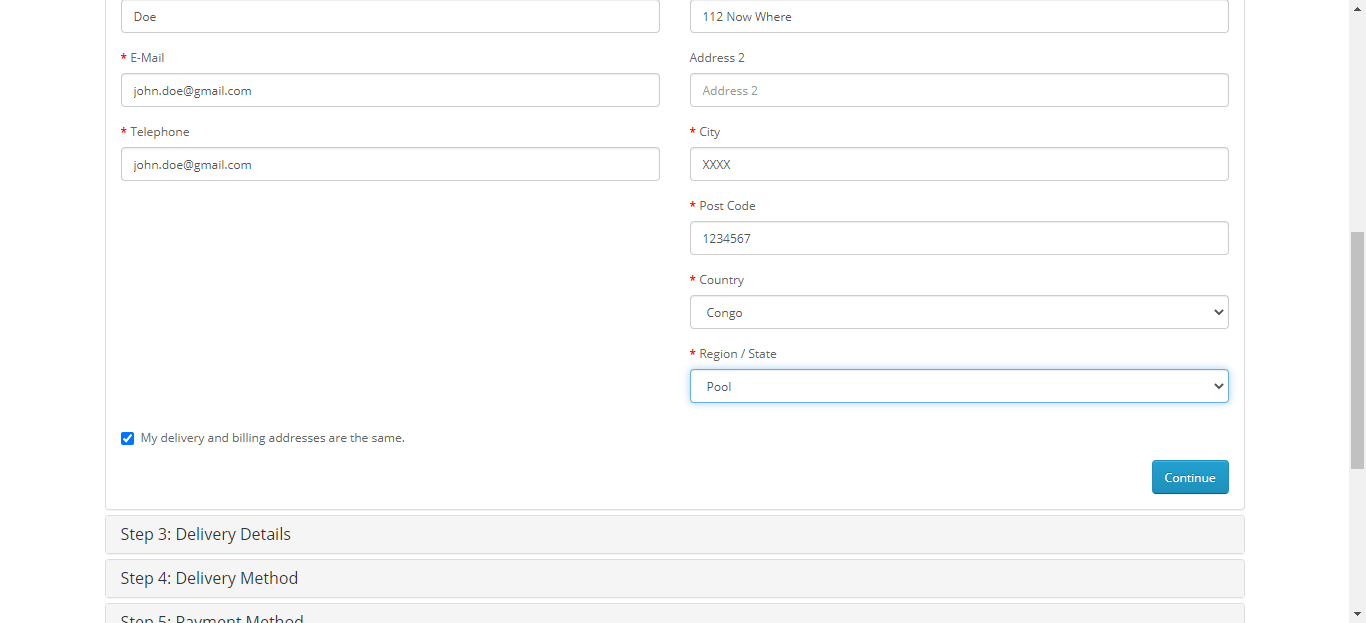 Doe
* E-Mail
john.doe@gmail.com
* Telephone
john.doe@gmail.com
112 Now Where
Address 2
Address 2
* City
XXXX
* Post Code
1234567
* Country
Congo
* Region / State
Pool
My delivery and billing addresses are the same.
Continue
Step 3: Delivery Details
Step 4: Delivery Method
Step 5: Payment Method